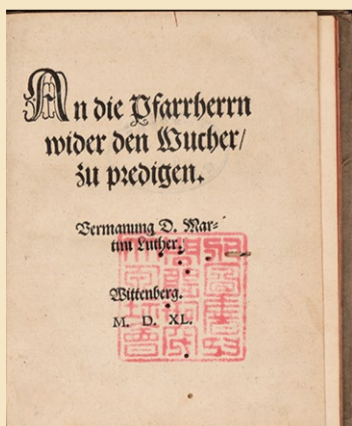 An die Pfarrherrn
wider den Wucher/
zu predigen.
Vermanung D. Mar=
tini Luther.
Wittenberg.
M. D. XL.